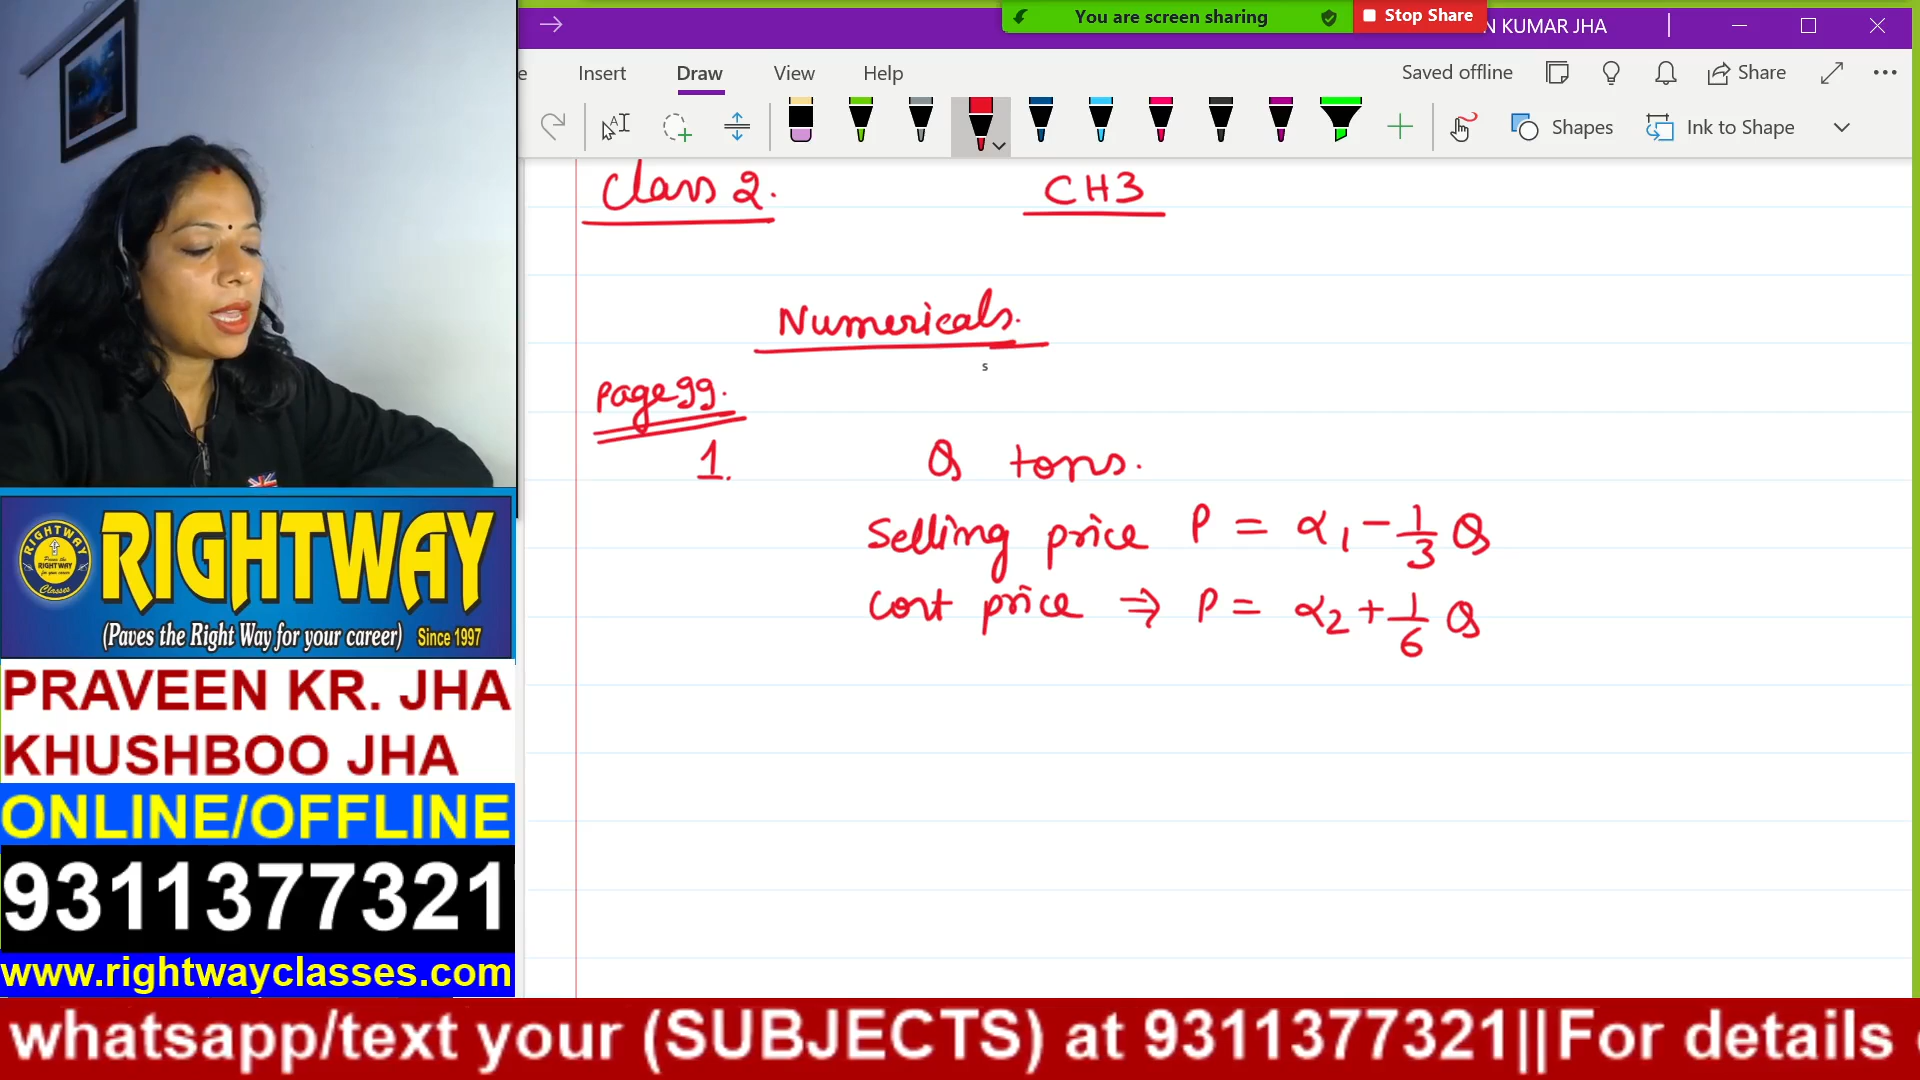 You are screen sharing
Stop Share
N KUMAR JHA
Insert Draw View Help
Saved offline
Share
Shapes
Ink to Shape
Class 2.
CH3
Numericals.
s
Page 99.
1. Q tons.
Selling price P = α₁ - 1/3 Q
Cost price ⇒ P = α₂ + 1/6 Q
RIGHTWAY
Classes
RIGHTWAY
(Paves the Right Way for your career) Since 1997
PRAVEEN KR. JHA
KHUSHBOO JHA
ONLINE/OFFLINE
9311377321
www.rightwayclasses.com
whatsapp/text your (SUBJECTS) at 9311377321||For details